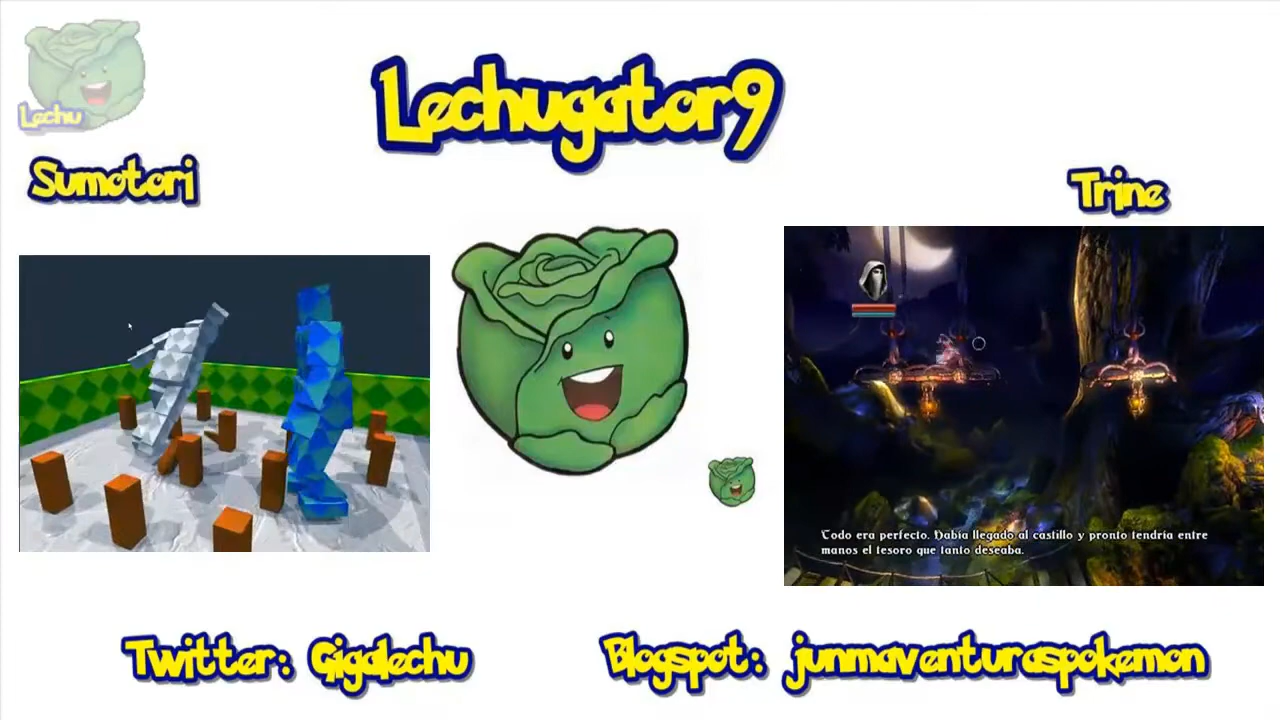 Lechu
Lechugator9
Sumotori
Trine
Todo era perfecto. Había llegado al castillo y pronto tendría entre
manos el tesoro que tanto deseaba.
Twitter: Gigalechu
Blogspot: junmaventuraspokemon